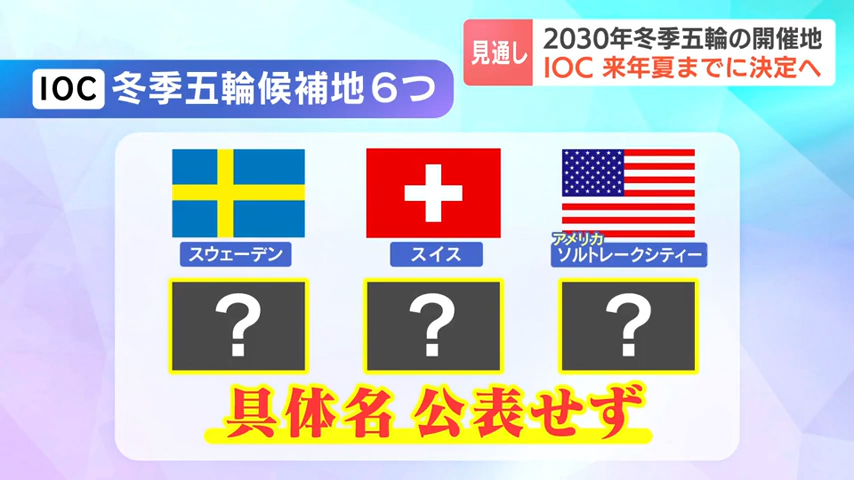 見通し
2030年冬季五輪の開催地
IOC 来年夏までに決定へ
IOC 冬季五輪候補地6つ
スウェーデン
スイス
アメリカ
ソルトレークシティー
? ? ?
具体名 公表せず